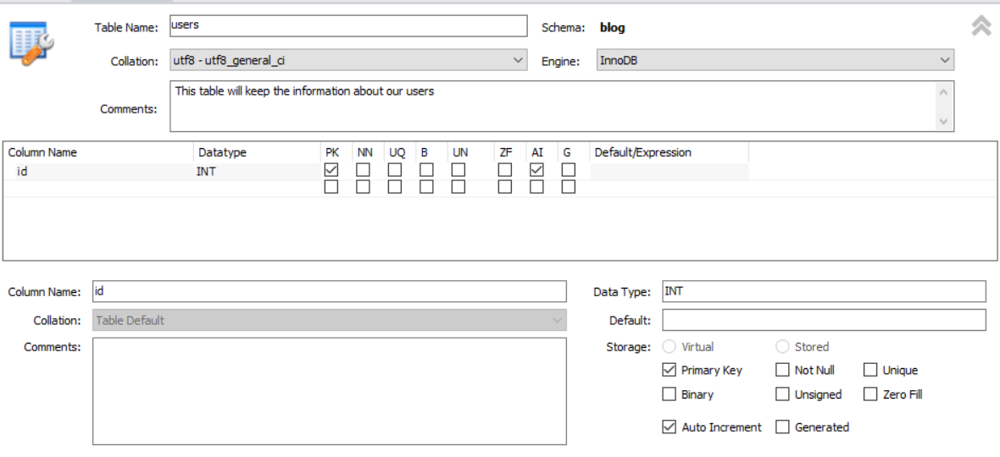 Table Name: users Schema: blog
Collation: utf8 - utf8_general_ci Engine: InnoDB
Comments: This table will keep the information about our users
Column Name Datatype PK NN UQ B UN ZF AI G Default/Expression
id INT
Column Name: id Data Type: INT
Collation: Table Default Default:
Comments: Storage: Virtual Stored
Primary Key Not Null Unique
Binary Unsigned Zero Fill
Auto Increment Generated